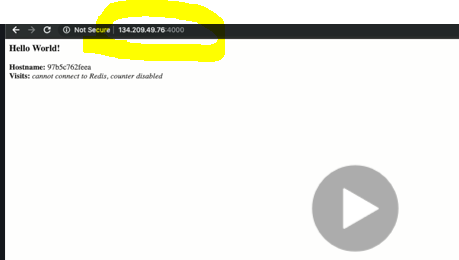 Not Secure 134.209.49.76:4000
Hello World!
Hostname: 97b5c762feea
Visits: cannot connect to Redis, counter disabled